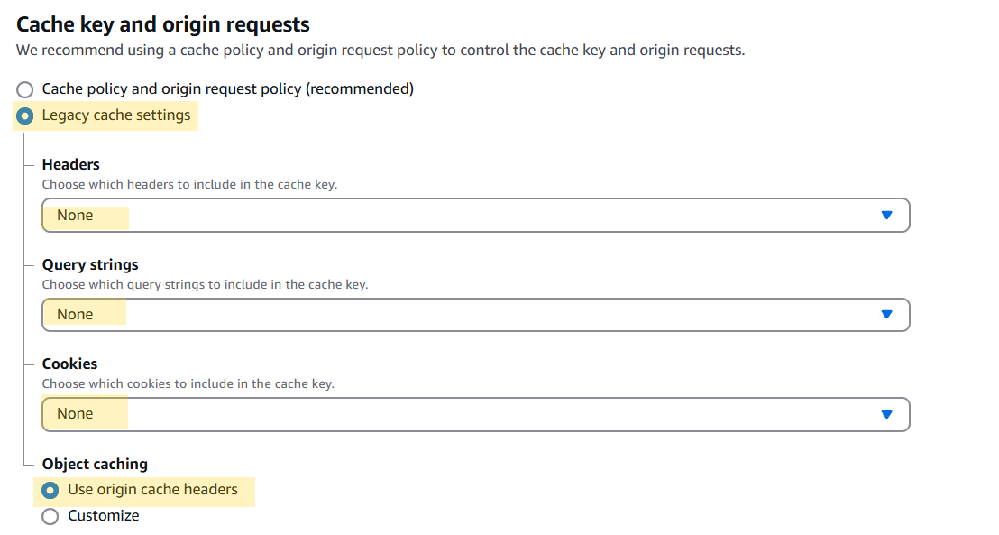 Cache key and origin requests
We recommend using a cache policy and origin request policy to control the cache key and origin requests.
Cache policy and origin request policy (recommended)
Legacy cache settings
Headers
Choose which headers to include in the cache key.
None
Query strings
Choose which query strings to include in the cache key.
None
Cookies
Choose which cookies to include in the cache key.
None
Object caching
Use origin cache headers
Customize